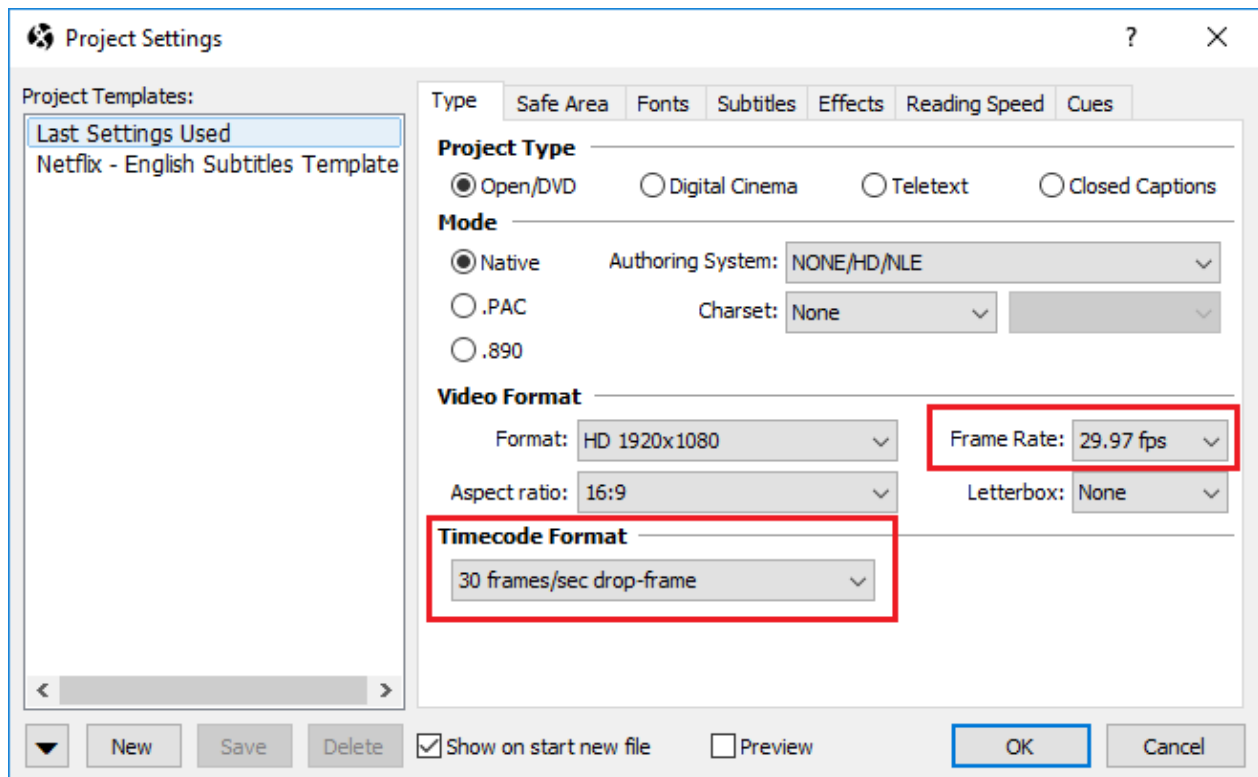 Project Settings
?
Project Templates:
Last Settings Used
Netflix - English Subtitles Template
Type Safe Area Fonts Subtitles Effects Reading Speed Cues
Project Type
Open/DVD Digital Cinema Teletext Closed Captions
Mode
Native Authoring System: NONE/HD/NLE
.PAC Charset: None
.890
Video Format
Format: HD 1920x1080 Frame Rate: 29.97 fps
Aspect ratio: 16:9 Letterbox: None
Timecode Format
30 frames/sec drop-frame
New Save Delete Show on start new file Preview OK Cancel